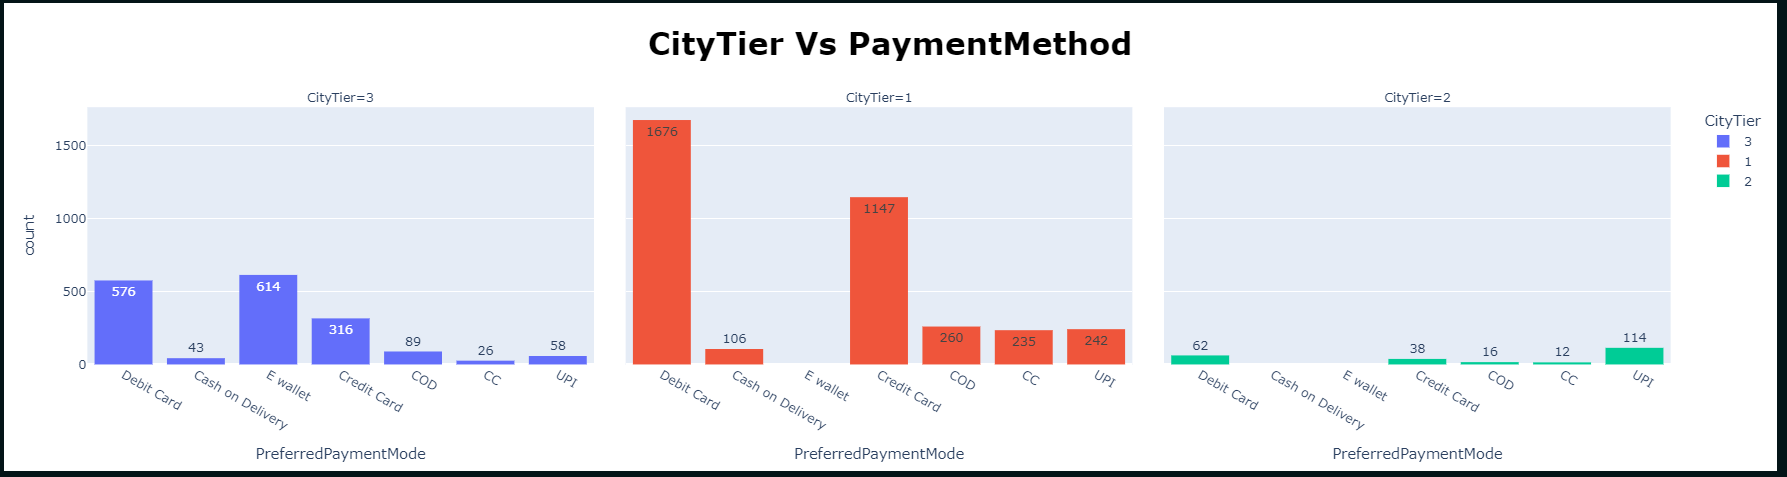 CityTier Vs PaymentMethod
CityTier=3
CityTier=1
CityTier=2
count
1500
1000
500
0
576
43
614
316
89
26
58
1676
106
1147
260
235
242
62
38
16
12
114
Debit Card
Cash on Delivery
E wallet
Credit Card
COD
CC
UPI
Debit Card
Cash on Delivery
E wallet
Credit Card
COD
CC
UPI
Debit Card
Cash on Delivery
E wallet
Credit Card
COD
CC
UPI
PreferredPaymentMode
PreferredPaymentMode
PreferredPaymentMode
CityTier
3
1
2